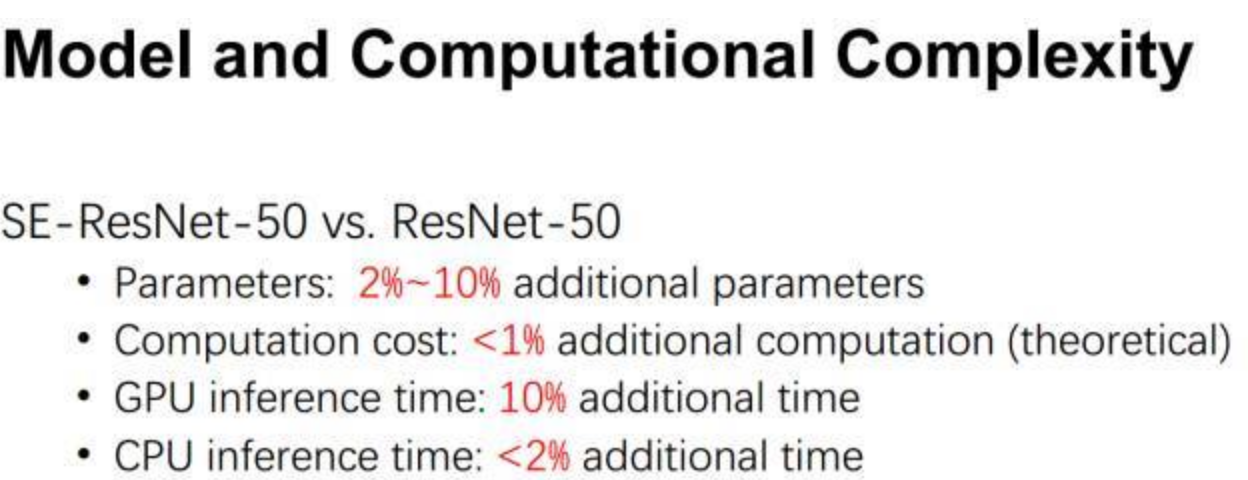 Model and Computational Complexity
SE-ResNet-50 vs. ResNet-50
• Parameters: 2%~10% additional parameters
• Computation cost: <1% additional computation (theoretical)
• GPU inference time: 10% additional time
• CPU inference time: <2% additional time